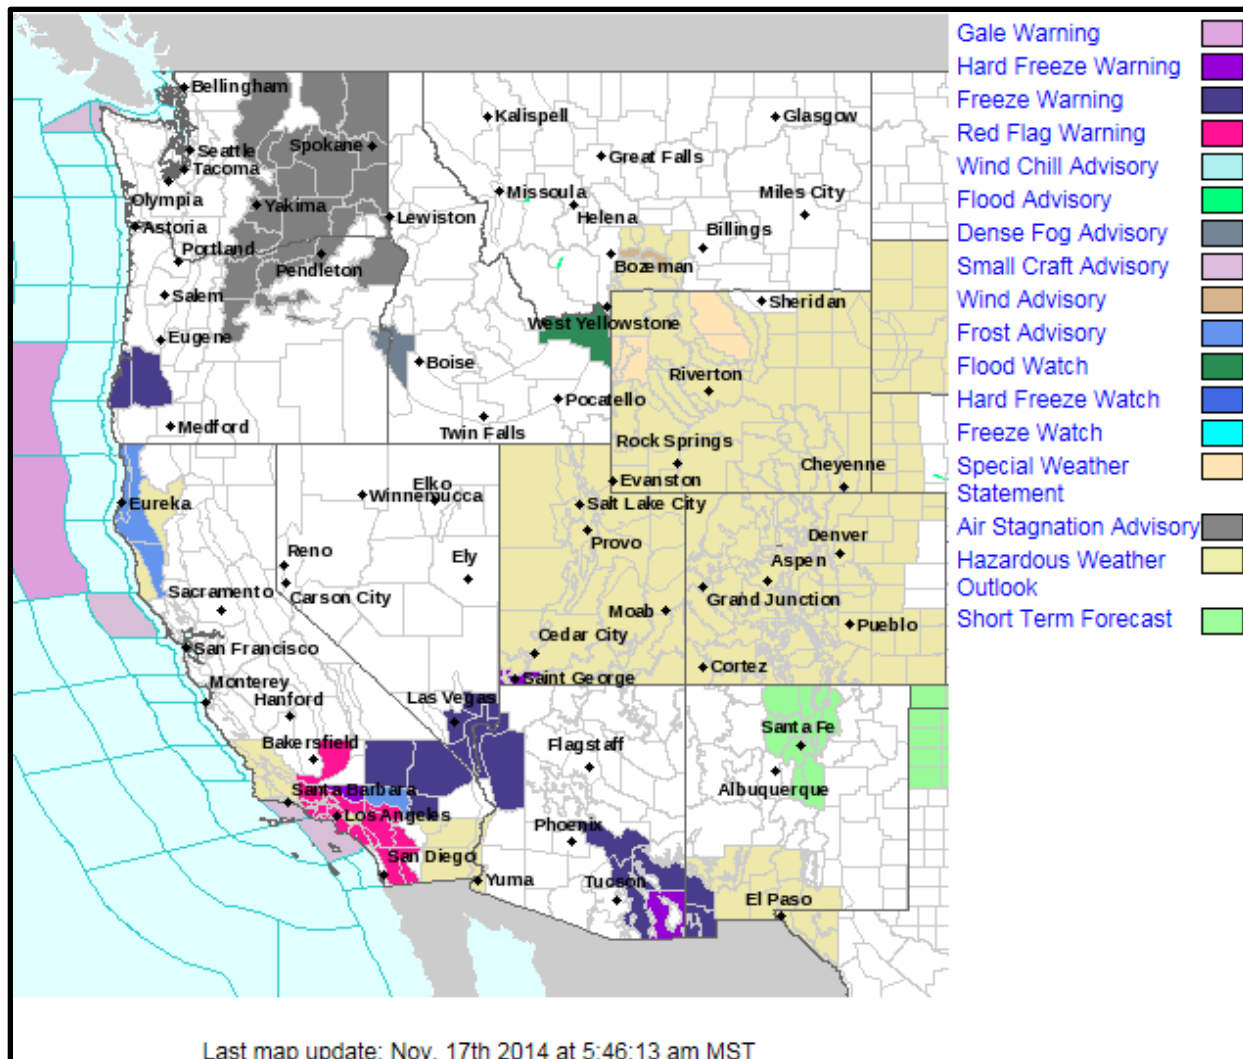 Gale Warning
Hard Freeze Warning
Freeze Warning
Red Flag Warning
Wind Chill Advisory
Flood Advisory
Dense Fog Advisory
Small Craft Advisory
Wind Advisory
Frost Advisory
Flood Watch
Hard Freeze Watch
Freeze Watch
Special Weather
Statement
Air Stagnation Advisory
Hazardous Weather
Outlook
Short Term Forecast
Bellingham
Kalispell
Glasgow
Seattle
Spokane
Great Falls
Tacoma
Missoula
Miles City
Olympia
Yakima
Lewiston
Helena
Astoria
Billings
Portland
Pendleton
Bozeman
Salem
Sheridan
West Yellowstone
Eugene
Boise
Riverton
Pocatello
Medford
Twin Falls
Rock Springs
Cheyenne
Elko
Evanston
Winnemucca
Eureka
Salt Lake City
Denver
Provo
Reno
Ely
Aspen
Sacramento
Carson City
Grand Junction
Moab
Pueblo
Cedar City
San Francisco
Cortez
Saint George
Monterey
Hanford
Las Vegas
Santa Fe
Bakersfield
Flagstaff
Santa Barbara
Albuquerque
Los Angeles
Phoenix
San Diego
Yuma
Tucson
El Paso
Last map update: Nov. 17th 2014 at 5:46:13 am MST